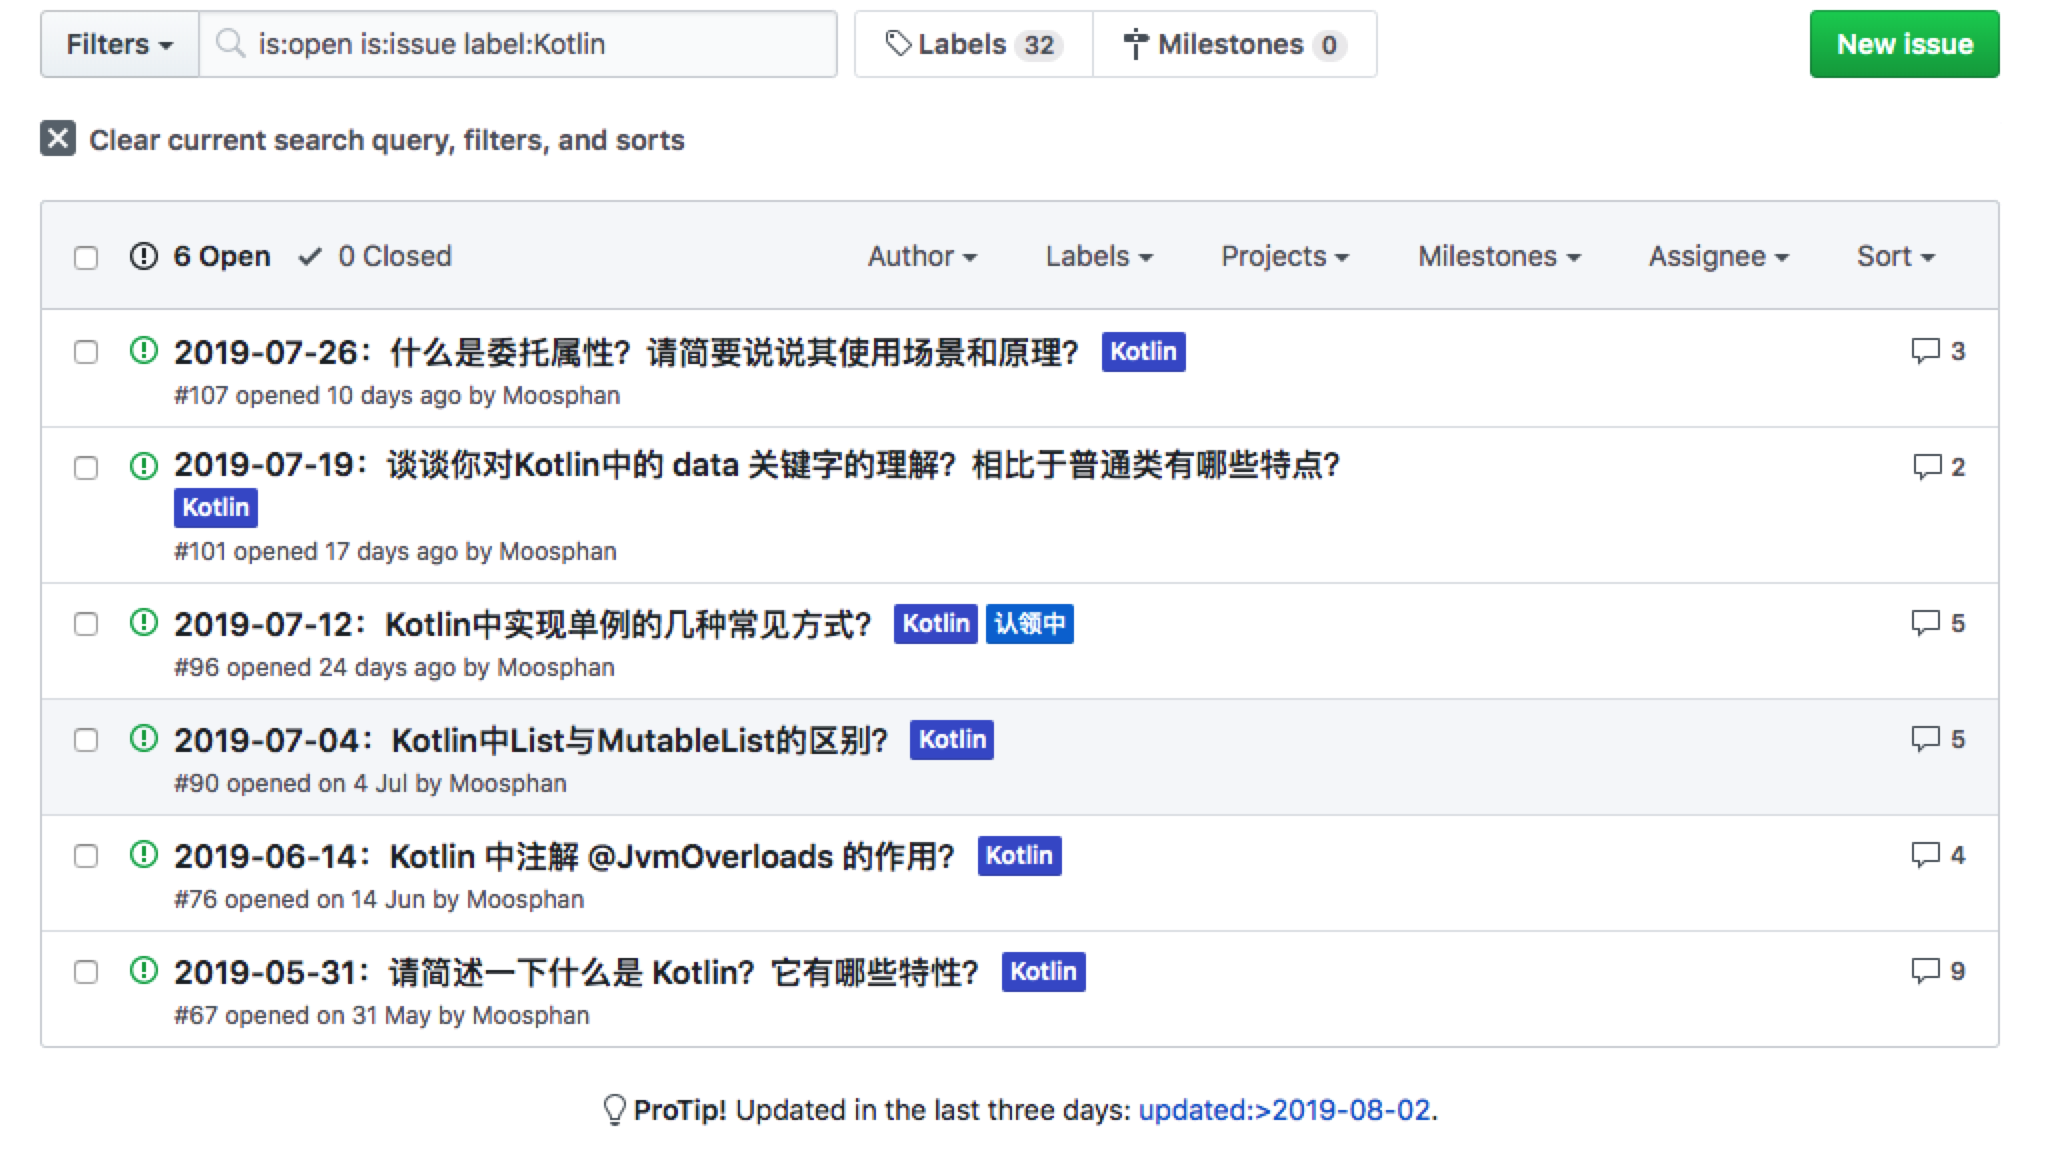 Filters is:open is:issue label:Kotlin Labels 32 Milestones 0 New issue
Clear current search query, filters, and sorts
6 Open 0 Closed Author Labels Projects Milestones Assignee Sort
2019-07-26：什么是委托属性？请简要说说其使用场景和原理？ Kotlin 3
#107 opened 10 days ago by Moosphan
2019-07-19：谈谈你对Kotlin中的 data 关键字的理解？相比于普通类有哪些特点？ 2
Kotlin
#101 opened 17 days ago by Moosphan
2019-07-12：Kotlin中实现单例的几种常见方式？ Kotlin 认领中 5
#96 opened 24 days ago by Moosphan
2019-07-04：Kotlin中List与MutableList的区别？ Kotlin 5
#90 opened on 4 Jul by Moosphan
2019-06-14：Kotlin 中注解 @JvmOverloads 的作用？ Kotlin 4
#76 opened on 14 Jun by Moosphan
2019-05-31：请简述一下什么是 Kotlin？它有哪些特性？ Kotlin 9
#67 opened on 31 May by Moosphan
ProTip! Updated in the last three days: updated:>2019-08-02.